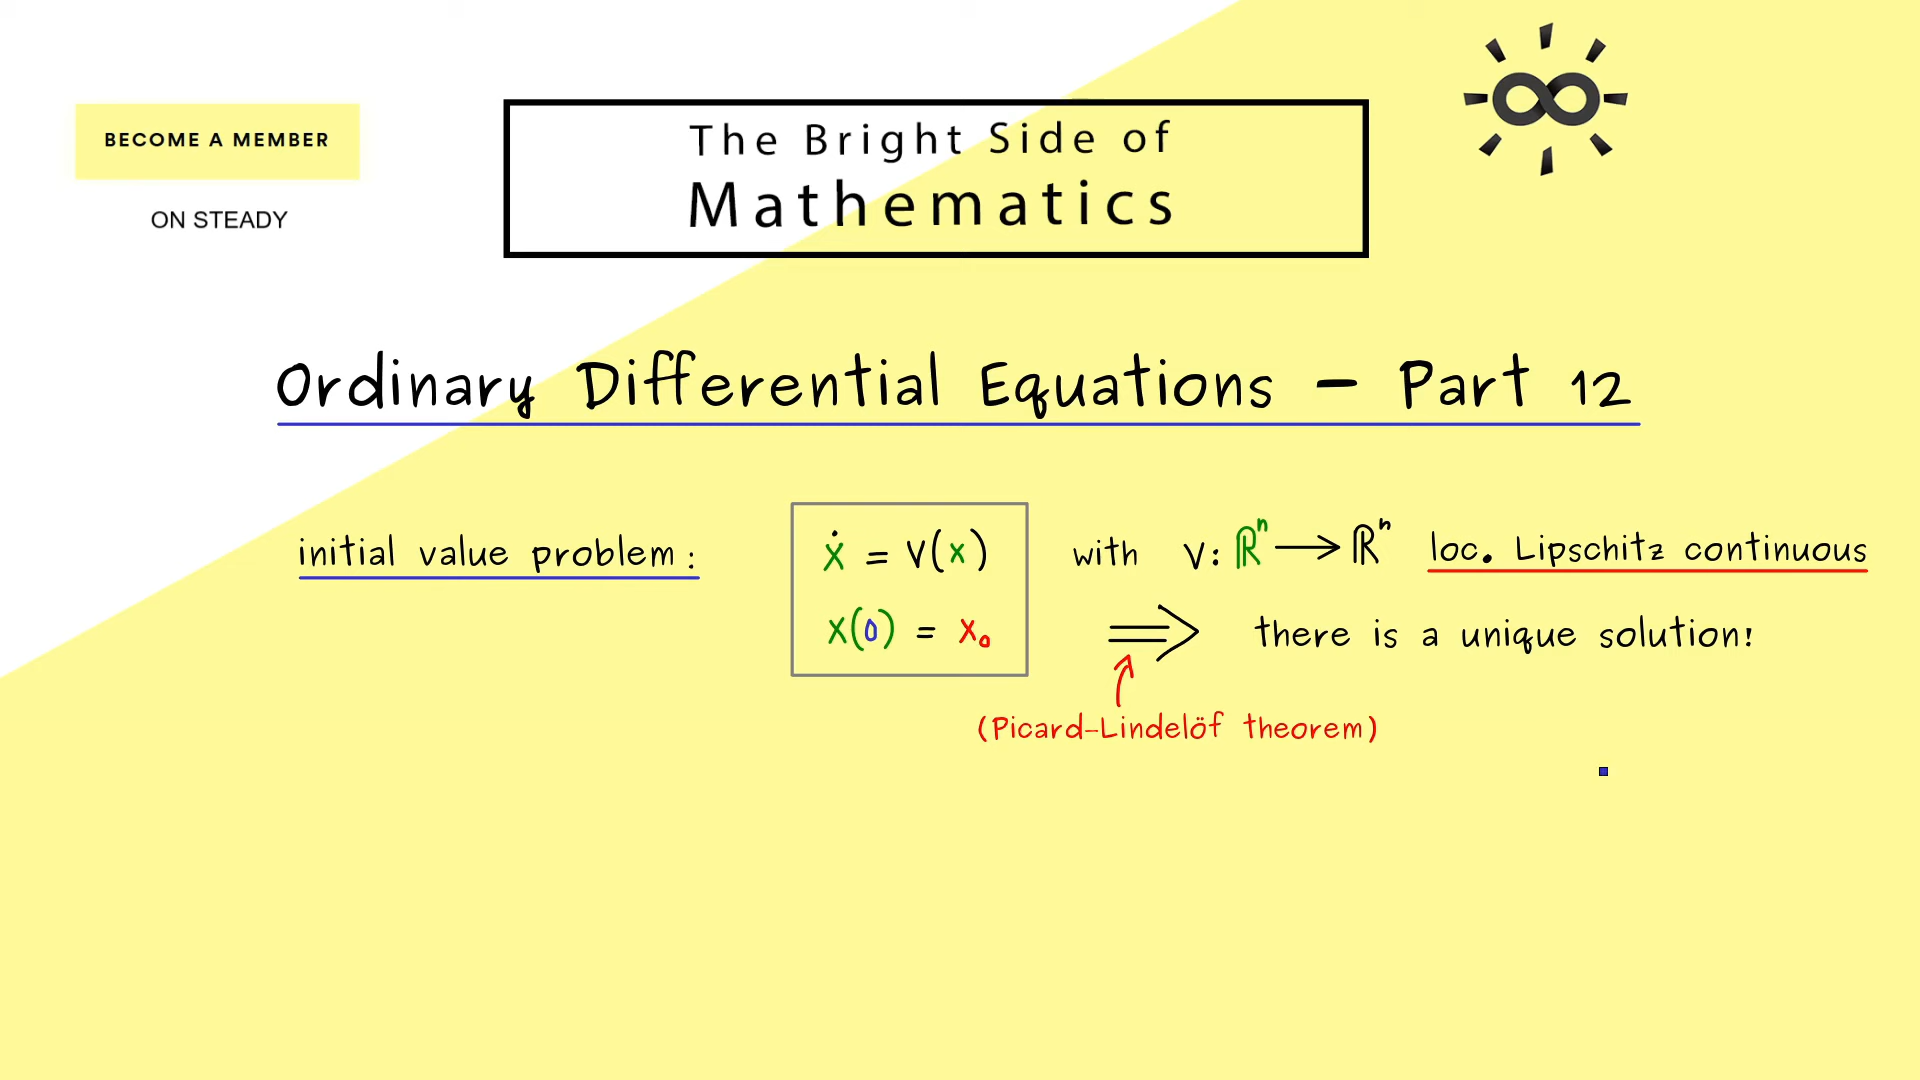 BECOME A MEMBER
ON STEADY
The Bright Side of
Mathematics
Ordinary Differential Equations - Part 12
initial value problem: ẋ = v(x) with v: ℝⁿ ⟶ ℝⁿ loc. Lipschitz continuous
x(0) = x₀ ⟹ there is a unique solution!
(Picard-Lindelöf theorem)